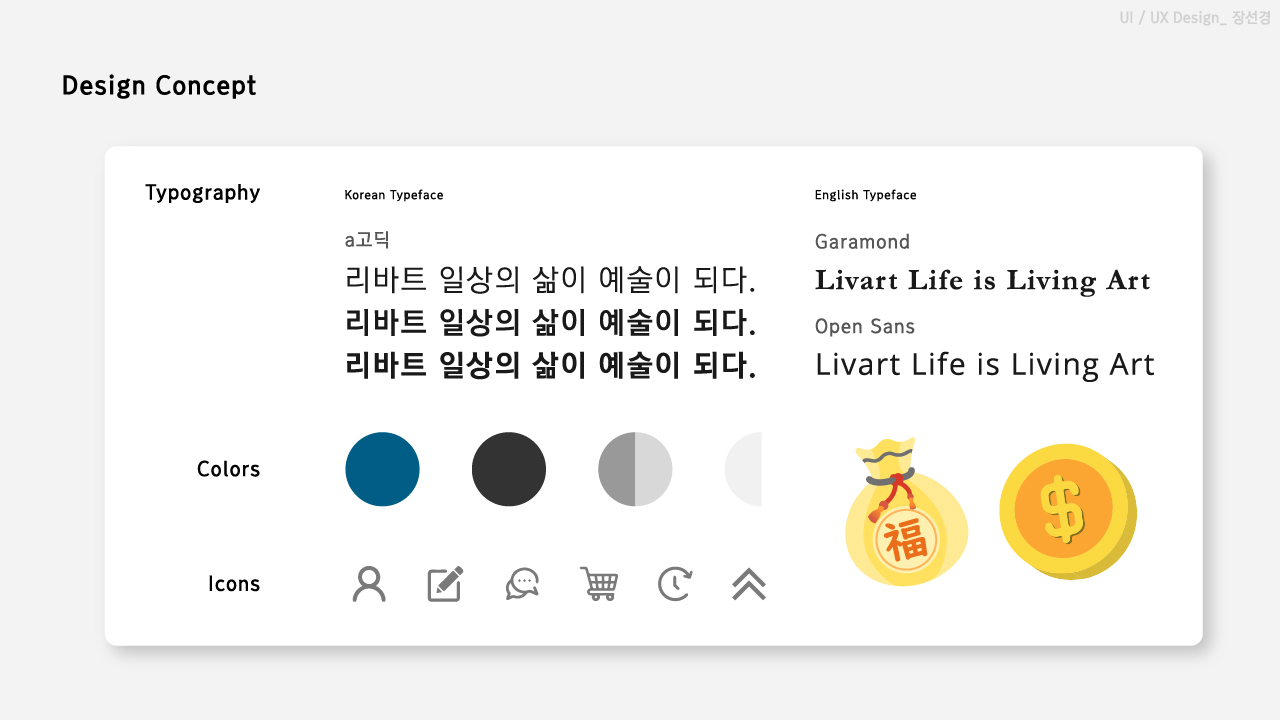 UI / UX Design_ 장선경
Design Concept
Typography
Korean Typeface
a고딕
리바트 일상의 삶이 예술이 되다.
리바트 일상의 삶이 예술이 되다.
리바트 일상의 삶이 예술이 되다.
English Typeface
Garamond
Livart Life is Living Art
Open Sans
Livart Life is Living Art
Colors
福
$
Icons